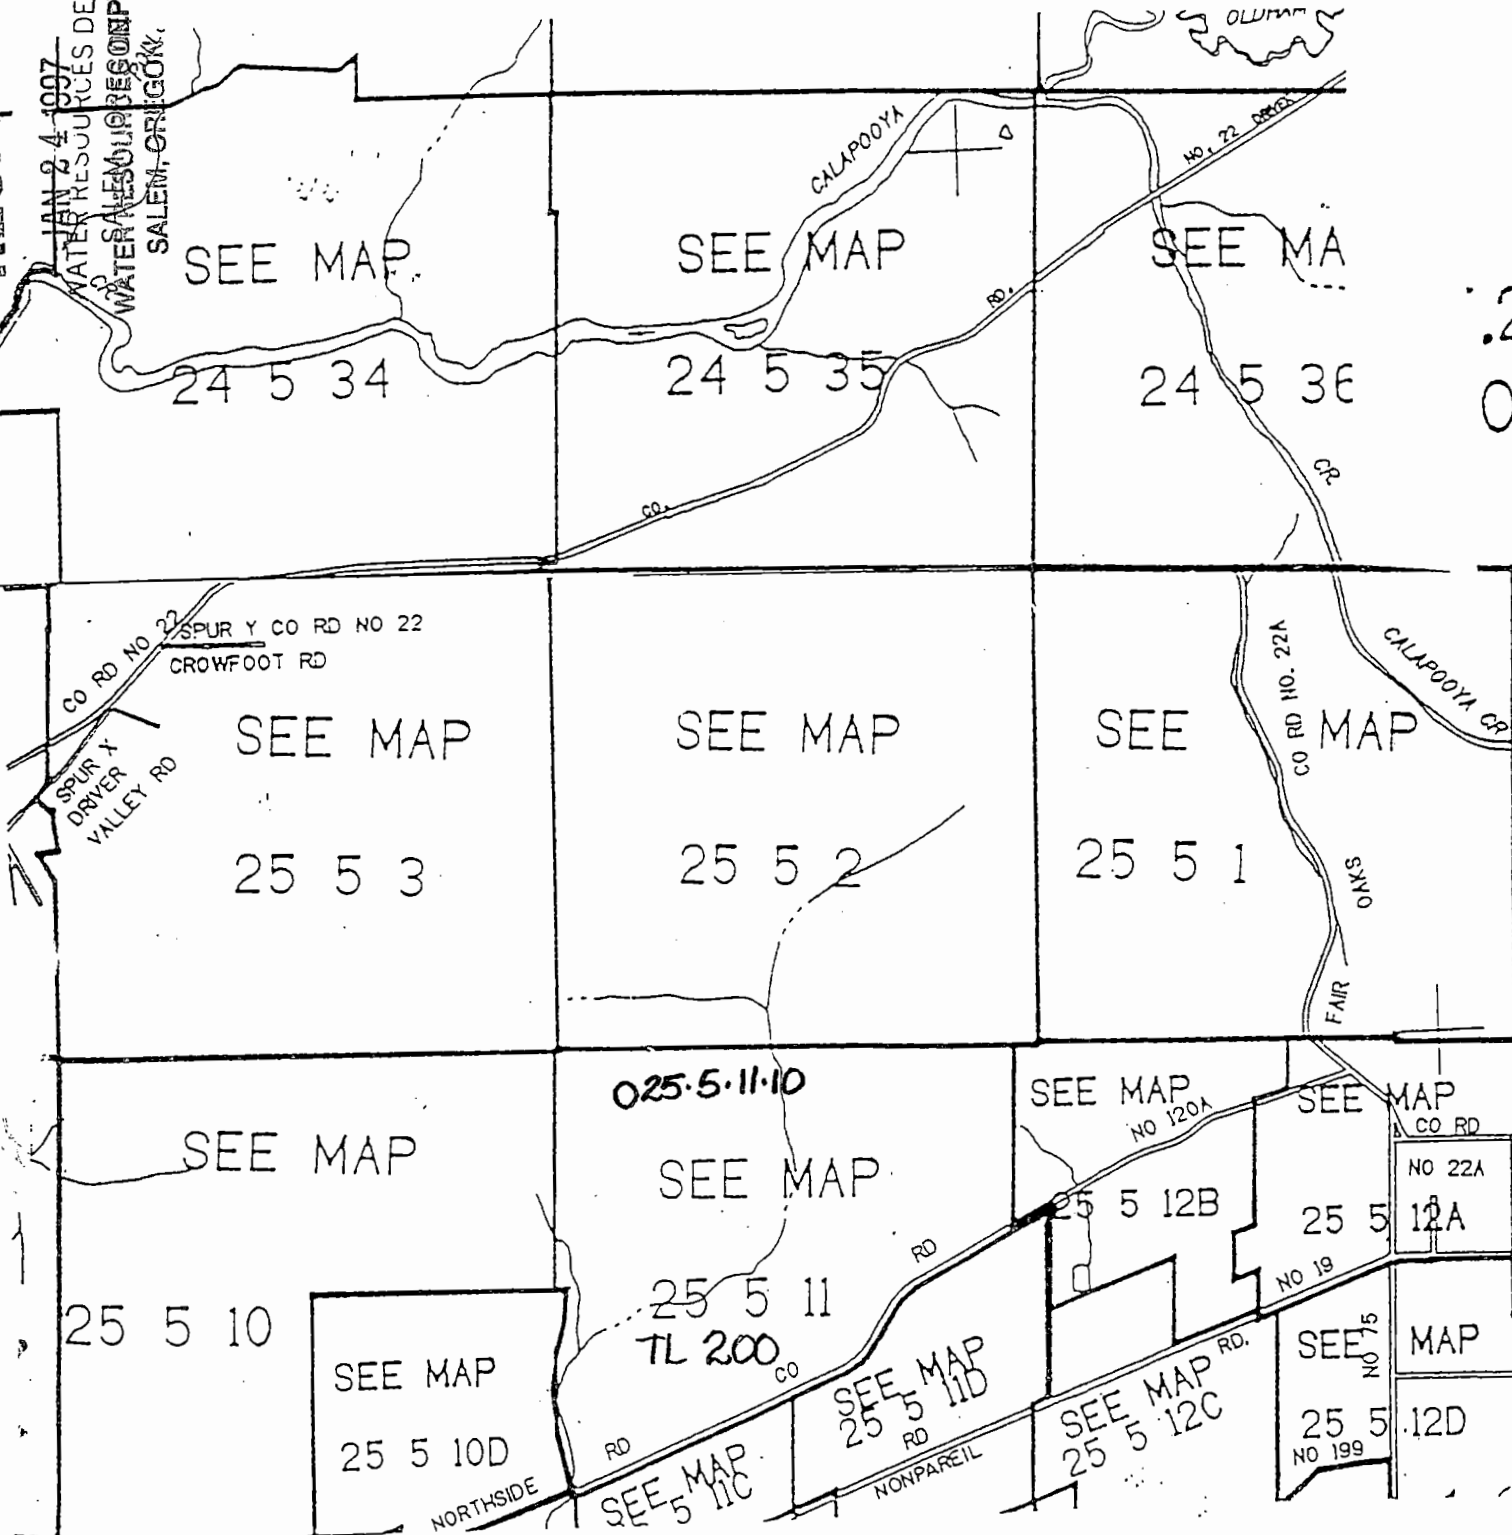 JAN 24 1997
WATER RESOURCES DE
SALEM, OREGON
SALEM, OREGON
OLDHAM
CALAPOOYA
NO. 22
SEE MAP
SEE MAP
SEE MA
RD.
24 5 34
24 5 35
24 5 36
CR
CO.
CO RD NO 22
SPUR Y CO RD NO 22
CROWFOOT RD
CO RD NO. 22A
CALAPOOYA CR
SEE MAP
SEE MAP
SEE MAP
SPUR X
DRIVER
VALLEY RD
25 5 3
25 5 2
25 5 1
OAKS
FAIR
025.5.11.10
SEE MAP
SEE MAP
NO 120A
CO RD
SEE MAP
SEE MAP
NO 22A
25 5 12B
25 5 12A
RD
NO 19
25 5 10
25 5 11
TL 200
CO
SEE MAP
25 5 10D
SEE MAP
25 5 11D
RD.
SEE MAP
25 5 12C
SEE MAP
NO 75
25 5 12D
NO 199
RD
RD
NONPAREIL
NORTHSIDE
SEE MAP
5 11C